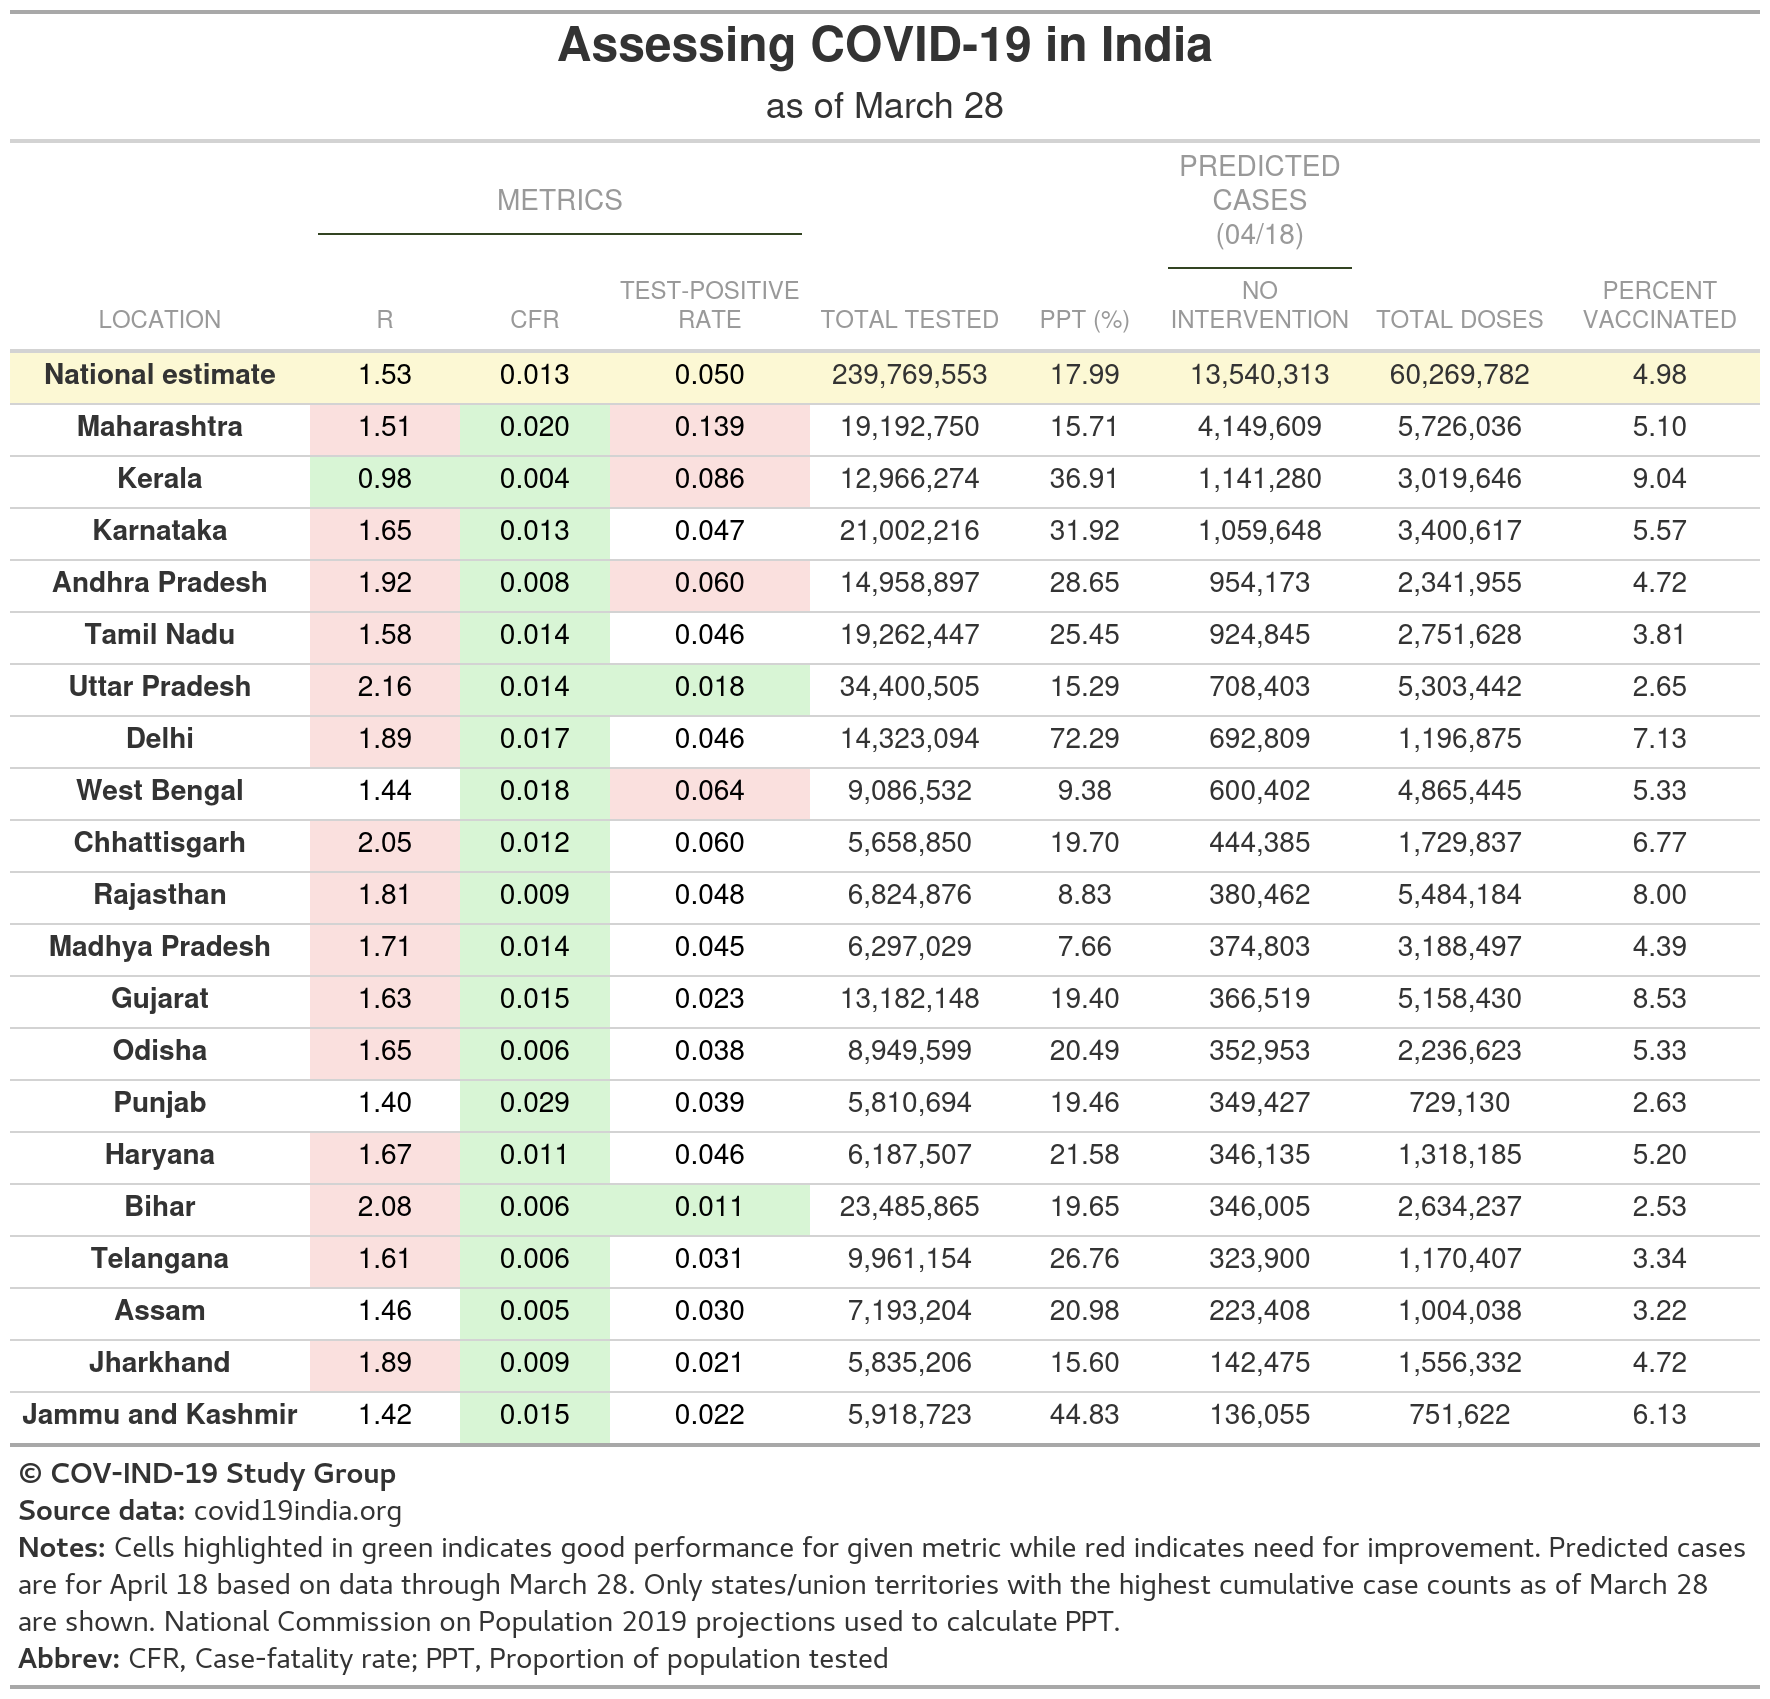 Assessing COVID-19 in India
as of March 28
METRICS
PREDICTED
CASES
(04/18)
LOCATION R CFR TEST-POSITIVE RATE TOTAL TESTED PPT (%) NO INTERVENTION TOTAL DOSES PERCENT VACCINATED
National estimate 1.53 0.013 0.050 239,769,553 17.99 13,540,313 60,269,782 4.98
Maharashtra 1.51 0.020 0.139 19,192,750 15.71 4,149,609 5,726,036 5.10
Kerala 0.98 0.004 0.086 12,966,274 36.91 1,141,280 3,019,646 9.04
Karnataka 1.65 0.013 0.047 21,002,216 31.92 1,059,648 3,400,617 5.57
Andhra Pradesh 1.92 0.008 0.060 14,958,897 28.65 954,173 2,341,955 4.72
Tamil Nadu 1.58 0.014 0.046 19,262,447 25.45 924,845 2,751,628 3.81
Uttar Pradesh 2.16 0.014 0.018 34,400,505 15.29 708,403 5,303,442 2.65
Delhi 1.89 0.017 0.046 14,323,094 72.29 692,809 1,196,875 7.13
West Bengal 1.44 0.018 0.064 9,086,532 9.38 600,402 4,865,445 5.33
Chhattisgarh 2.05 0.012 0.060 5,658,850 19.70 444,385 1,729,837 6.77
Rajasthan 1.81 0.009 0.048 6,824,876 8.83 380,462 5,484,184 8.00
Madhya Pradesh 1.71 0.014 0.045 6,297,029 7.66 374,803 3,188,497 4.39
Gujarat 1.63 0.015 0.023 13,182,148 19.40 366,519 5,158,430 8.53
Odisha 1.65 0.006 0.038 8,949,599 20.49 352,953 2,236,623 5.33
Punjab 1.40 0.029 0.039 5,810,694 19.46 349,427 729,130 2.63
Haryana 1.67 0.011 0.046 6,187,507 21.58 346,135 1,318,185 5.20
Bihar 2.08 0.006 0.011 23,485,865 19.65 346,005 2,634,237 2.53
Telangana 1.61 0.006 0.031 9,961,154 26.76 323,900 1,170,407 3.34
Assam 1.46 0.005 0.030 7,193,204 20.98 223,408 1,004,038 3.22
Jharkhand 1.89 0.009 0.021 5,835,206 15.60 142,475 1,556,332 4.72
Jammu and Kashmir 1.42 0.015 0.022 5,918,723 44.83 136,055 751,622 6.13
© COV-IND-19 Study Group
Source data: covid19india.org
Notes: Cells highlighted in green indicates good performance for given metric while red indicates need for improvement. Predicted cases
are for April 18 based on data through March 28. Only states/union territories with the highest cumulative case counts as of March 28
are shown. National Commission on Population 2019 projections used to calculate PPT.
Abbrev: CFR, Case-fatality rate; PPT, Proportion of population tested